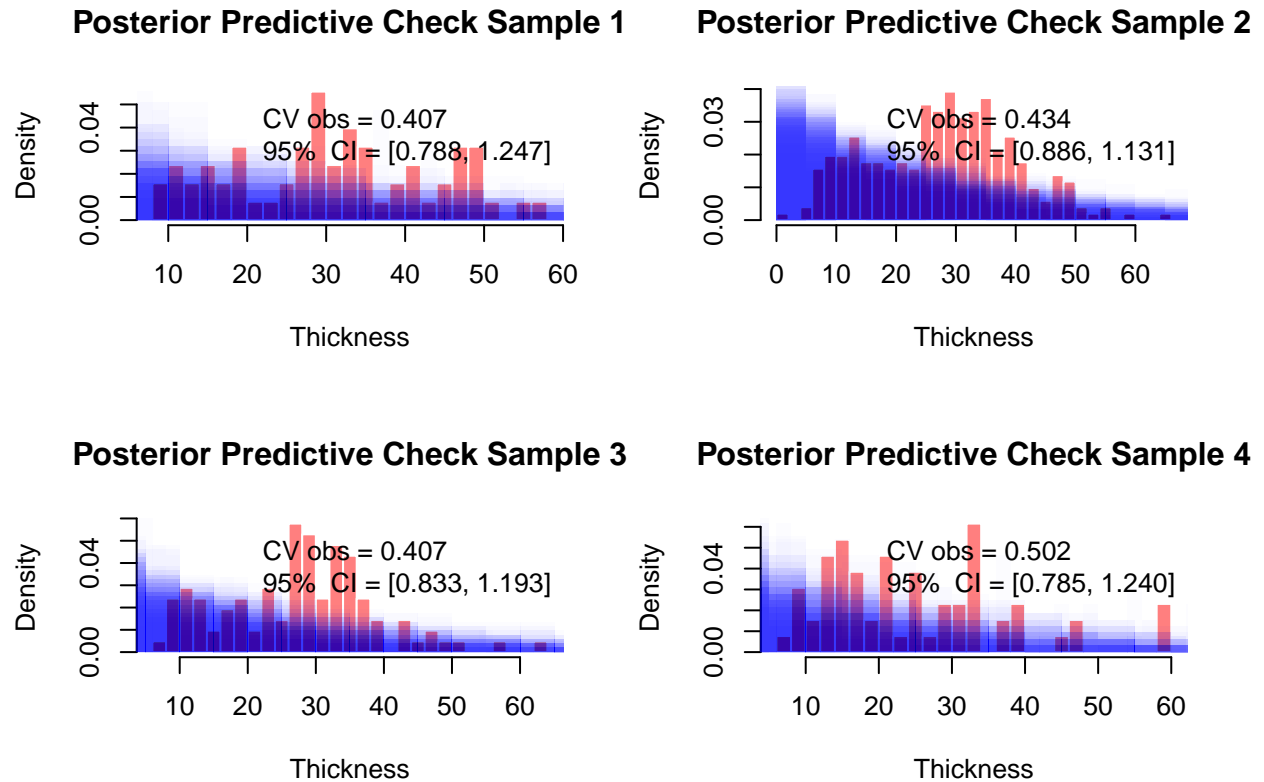 Posterior Predictive Check Sample 1
CV obs = 0.407
95% CI = [0.788, 1.247]
Density
0.00 0.04
10 20 30 40 50 60
Thickness
Posterior Predictive Check Sample 2
CV obs = 0.434
95% CI = [0.886, 1.131]
Density
0.00 0.03
0 10 20 30 40 50 60
Thickness
Posterior Predictive Check Sample 3
CV obs = 0.407
95% CI = [0.833, 1.193]
Density
0.00 0.04
10 20 30 40 50 60
Thickness
Posterior Predictive Check Sample 4
CV obs = 0.502
95% CI = [0.785, 1.240]
Density
0.00 0.04
10 20 30 40 50 60
Thickness